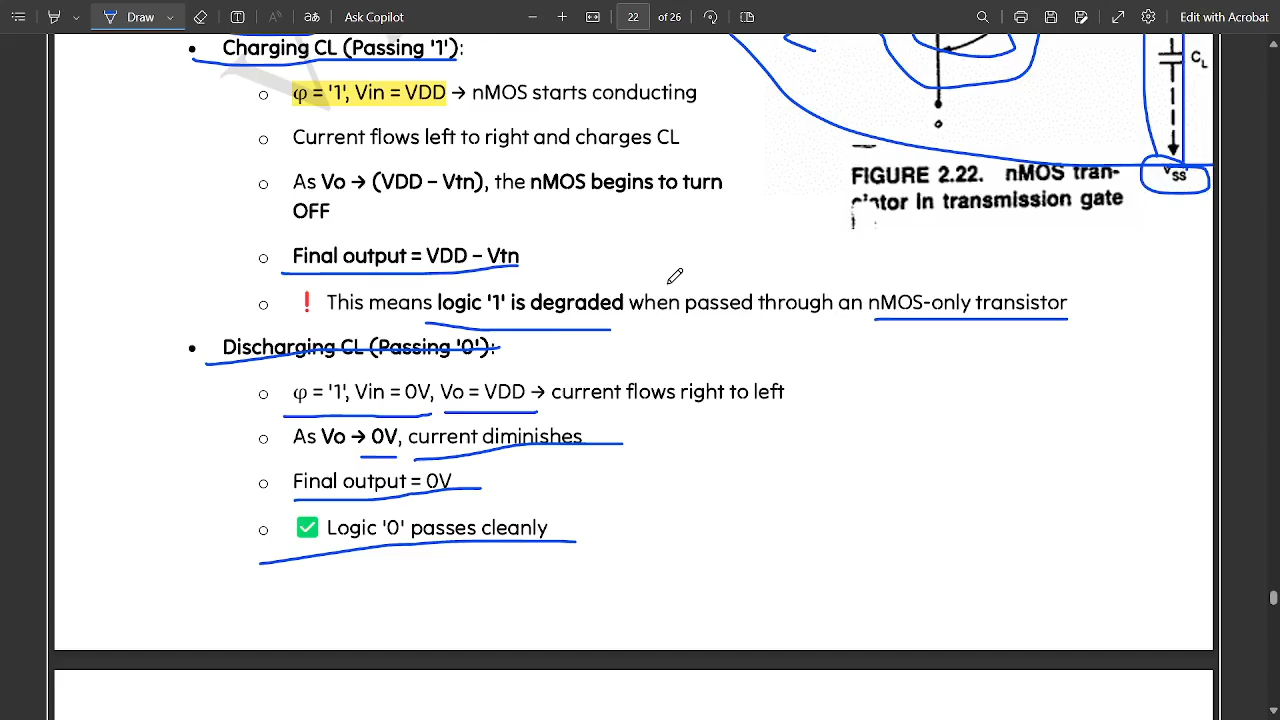 Draw
aあ
Ask Copilot
22
of 26
Edit with Acrobat
• Charging CL (Passing '1'):
○ φ = '1', Vin = VDD → nMOS starts conducting
○ Current flows left to right and charges CL
○ As Vo → (VDD – Vtn), the nMOS begins to turn
OFF
○ Final output = VDD – Vtn
○ ❗ This means logic '1' is degraded when passed through an nMOS-only transistor
CL
VSS
FIGURE 2.22. nMOS tran-
sistor in transmission gate
• Discharging CL (Passing '0'):
○ φ = '1', Vin = 0V, Vo = VDD → current flows right to left
○ As Vo → 0V, current diminishes
○ Final output = 0V
○ ✅ Logic '0' passes cleanly